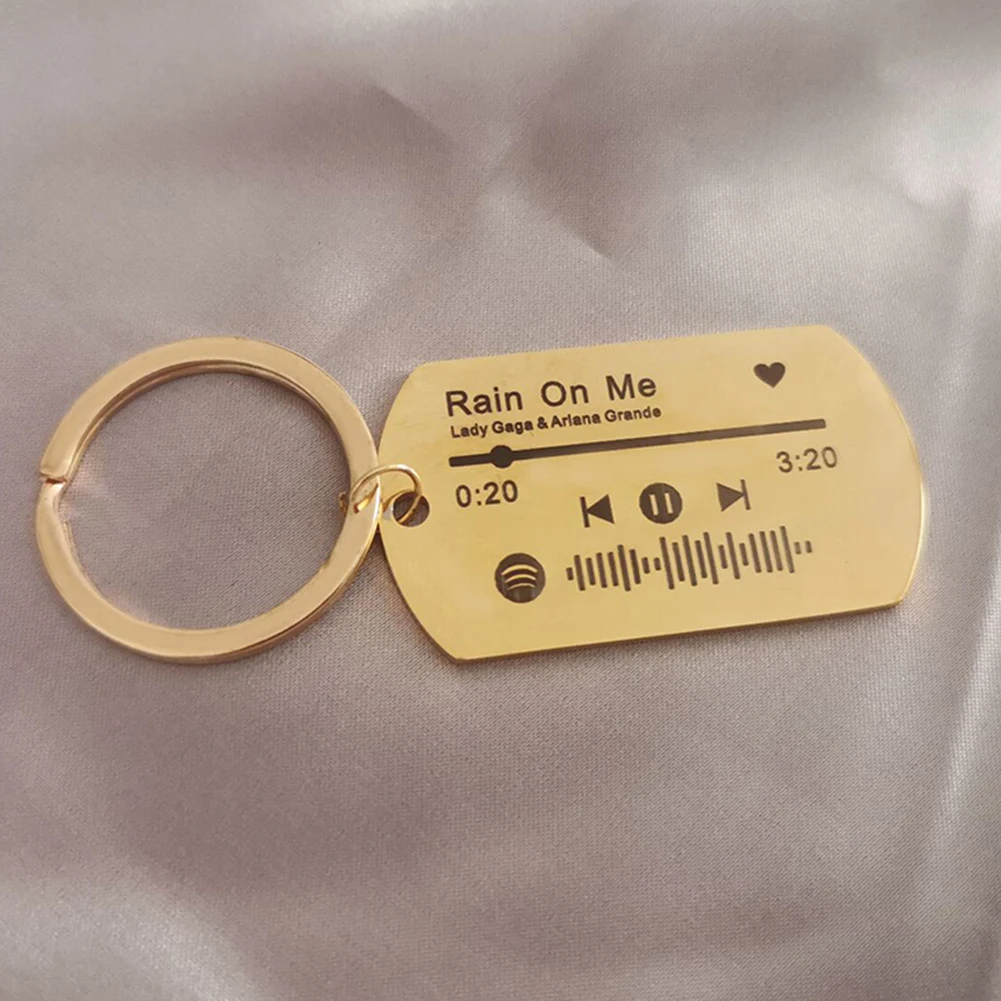 Rain On Me
Lady Gaga & Ariana Grande
0:20
3:20